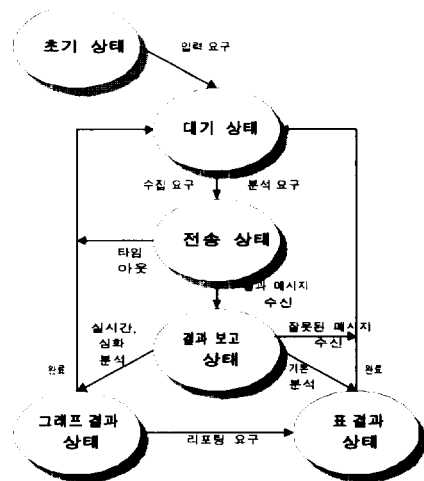 초기 상태
입력 요구
대기 상태
수집 요구
분석 요구
전송 상태
타임
아웃
메시지
수신
실시간,
심화
분석
결과 보고
상태
잘못된 메시지
수신
완료
기본
분석
완료
그래프 결과
상태
리포팅 요구
표 결과
상태